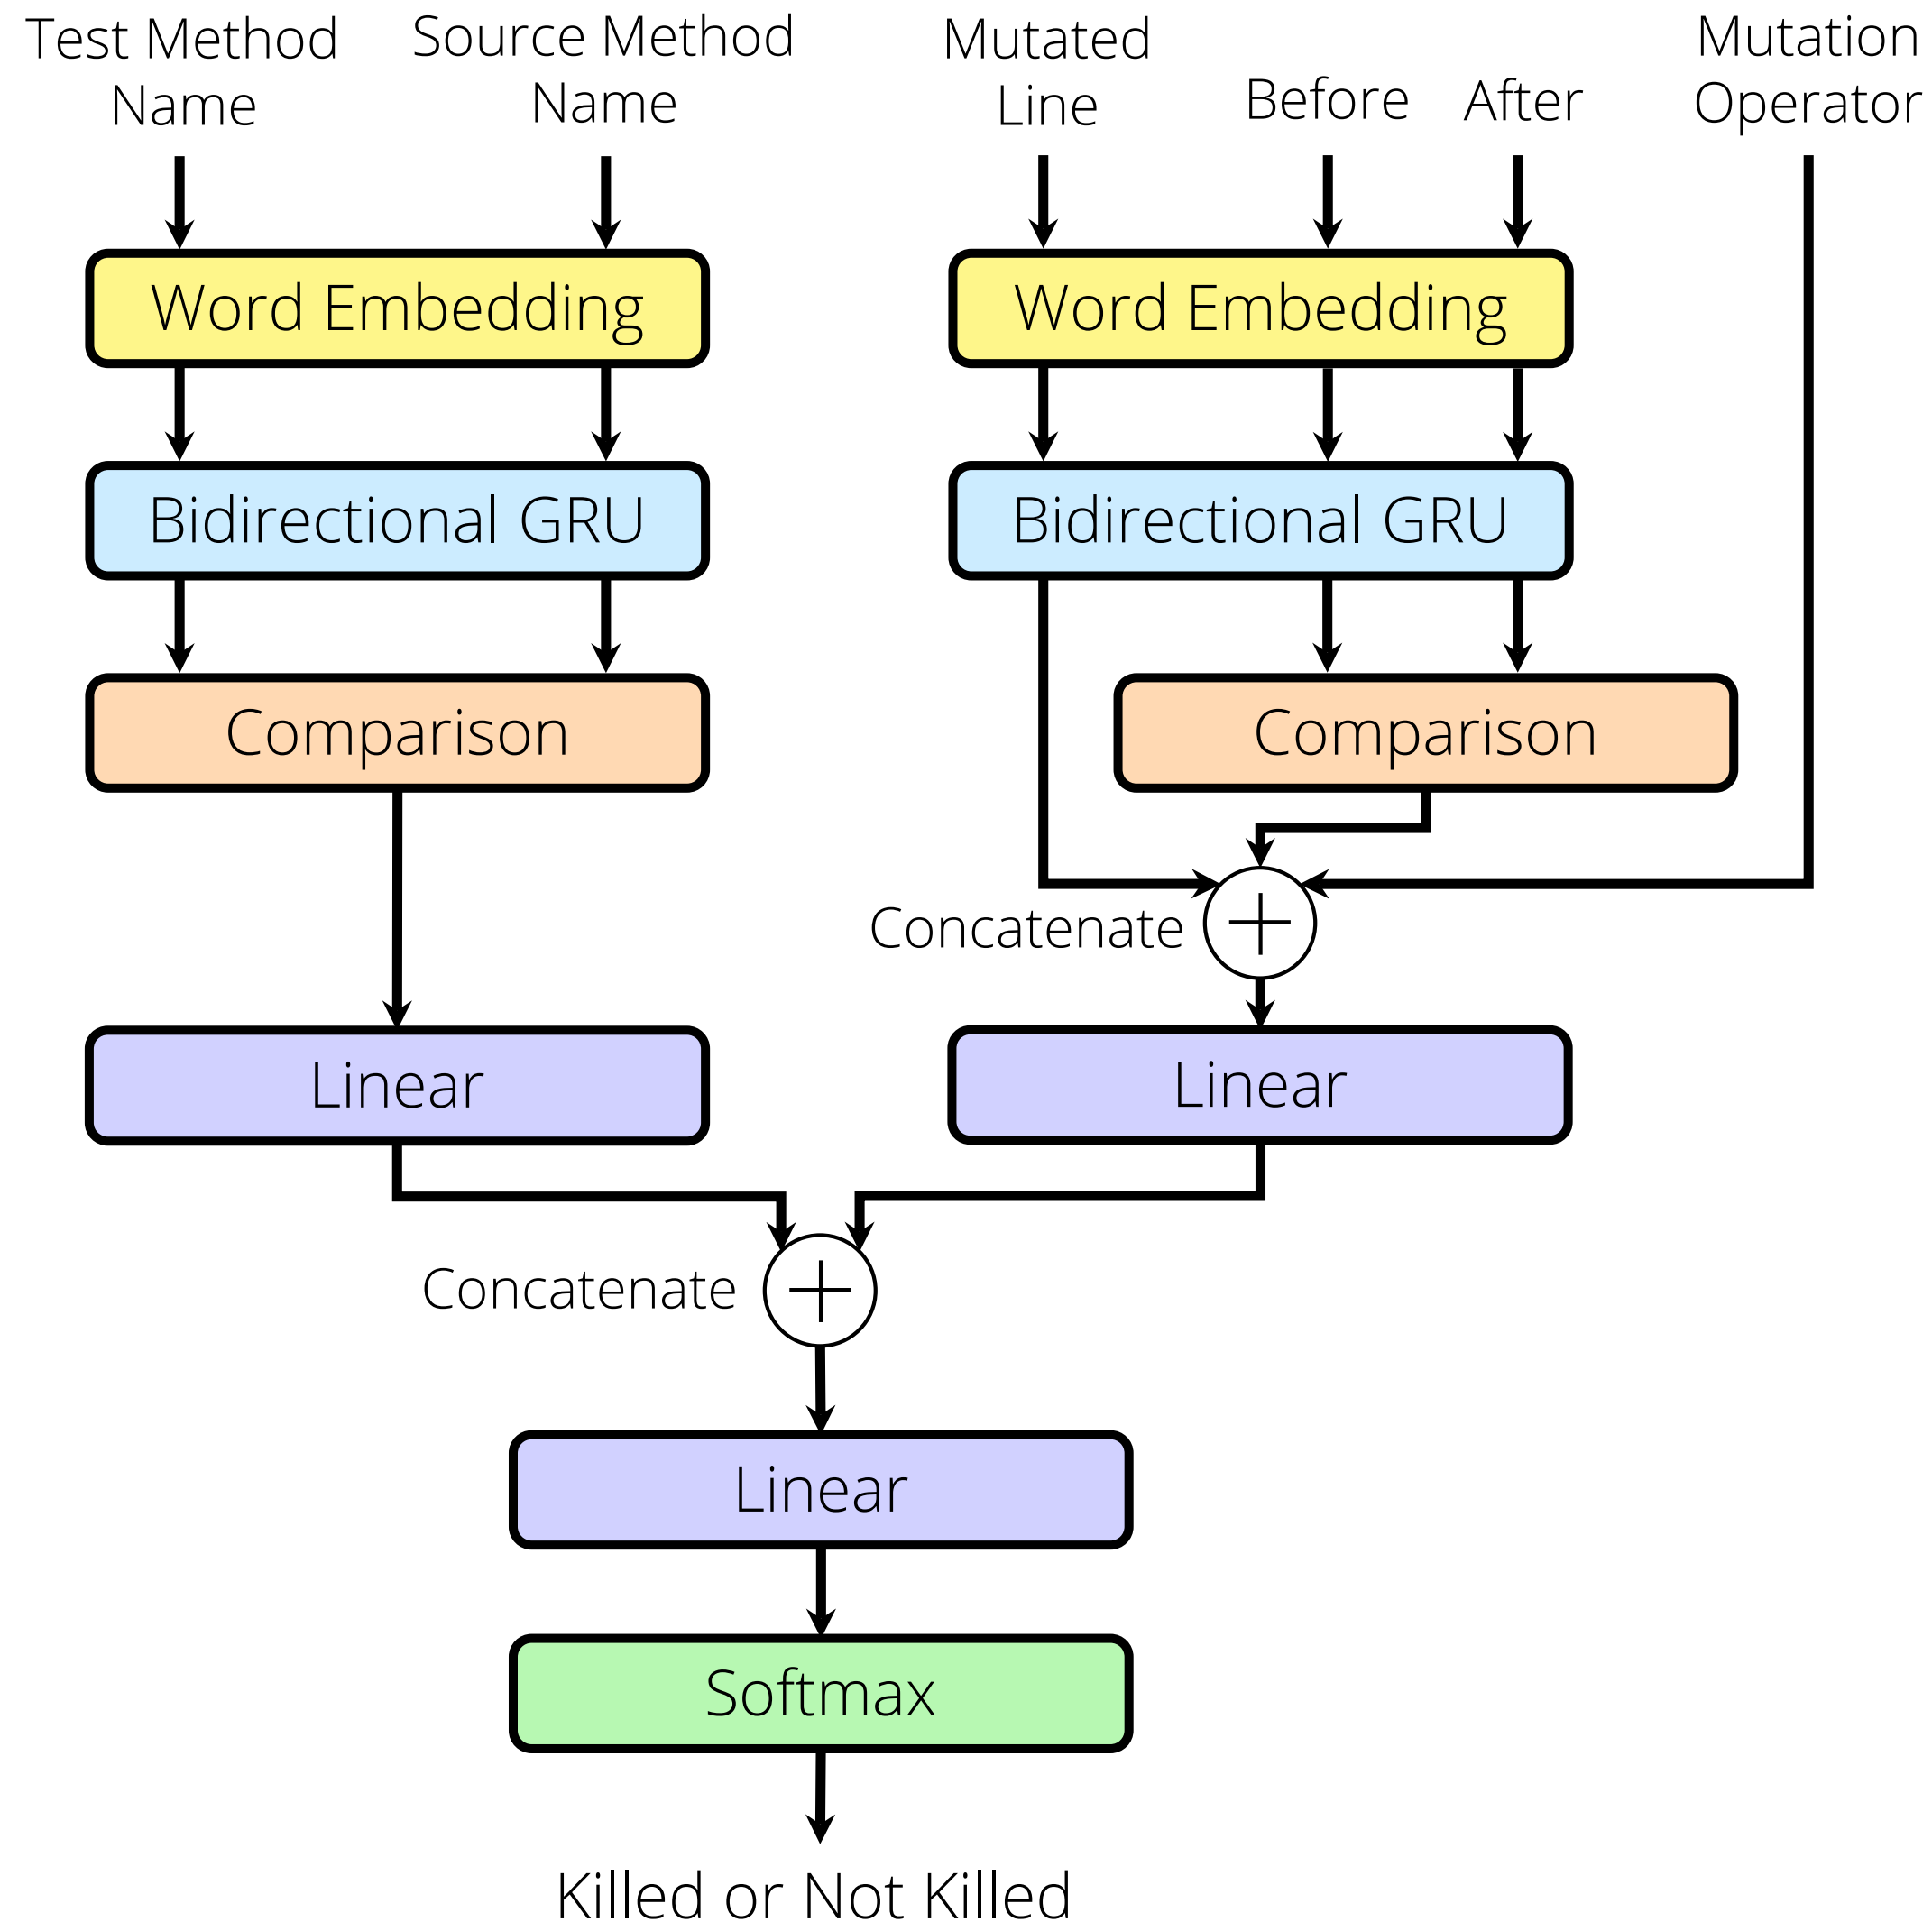 Test Method
Name
Source Method
Name
Mutated
Line
Before
After
Mutation
Operator
Word Embedding
Word Embedding
Bidirectional GRU
Bidirectional GRU
Comparison
Comparison
Concatenate
Linear
Linear
Concatenate
Linear
Softmax
Killed or Not Killed